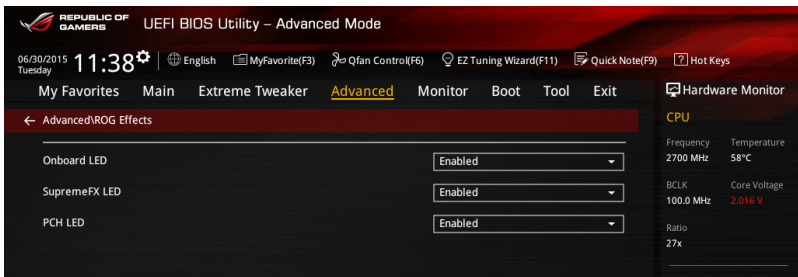 REPUBLIC OF
GAMERS
UEFI BIOS Utility – Advanced Mode
06/30/2015
Tuesday
11:38
English
MyFavorite(F3)
Qfan Control(F6)
EZ Tuning Wizard(F11)
Quick Note(F9)
? Hot Keys
My Favorites Main Extreme Tweaker Advanced Monitor Boot Tool Exit
Hardware Monitor
← Advanced\ROG Effects
Onboard LED Enabled
SupremeFX LED Enabled
PCH LED Enabled
CPU
Frequency Temperature
2700 MHz 58°C
BCLK Core Voltage
100.0 MHz 2.016 V
Ratio
27x